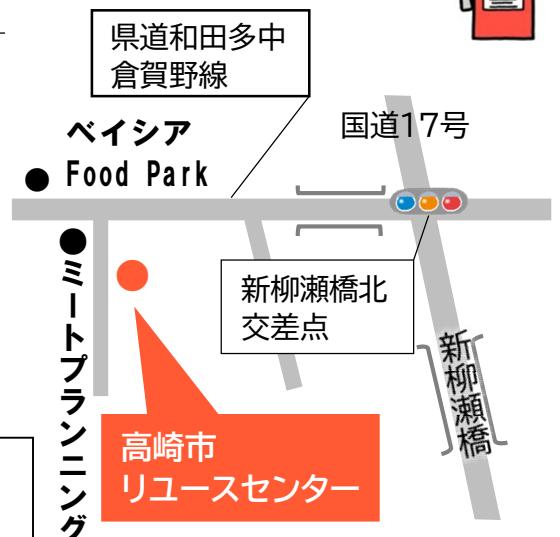 県道和田多中
倉賀野線
ベイシア
Food Park
国道17号
新柳瀬橋北
交差点
新柳瀬橋
ミートプランニング
高崎市
リユースセンター